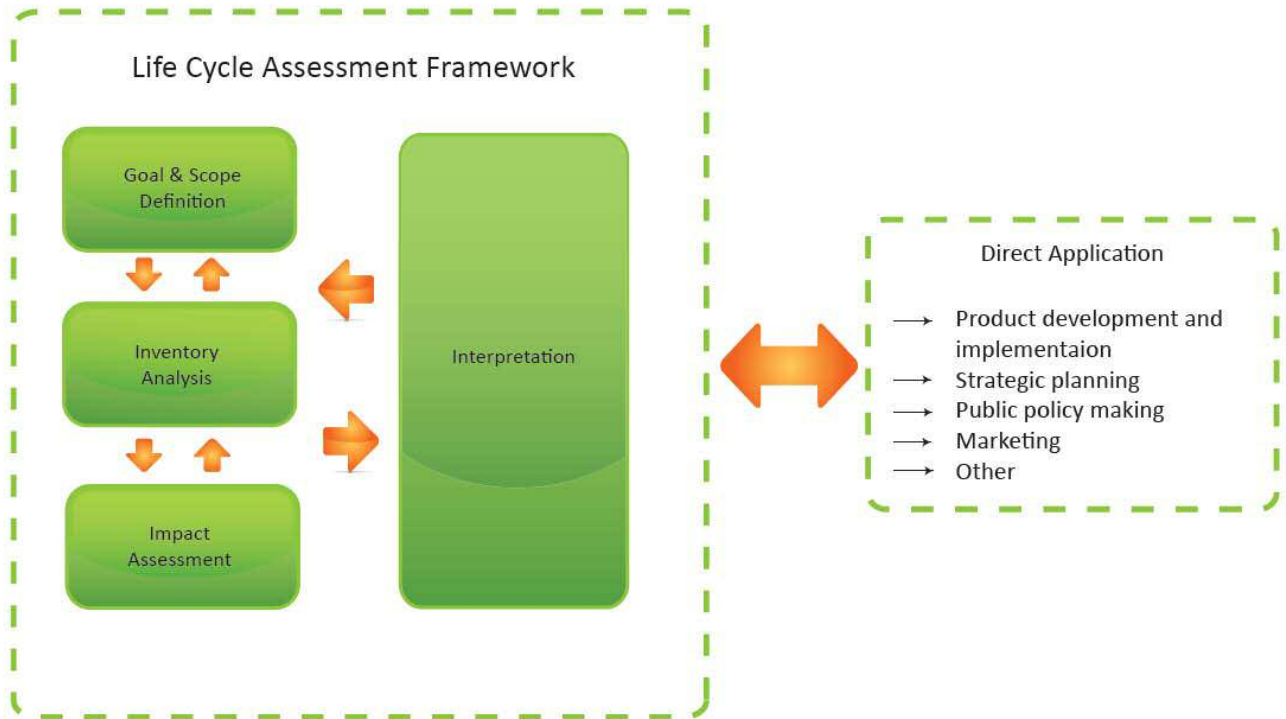 Life Cycle Assessment Framework
Goal & Scope
Definition
Inventory
Analysis
Impact
Assessment
Interpretation
Direct Application
Product development and
implementaion
Strategic planning
Public policy making
Marketing
Other